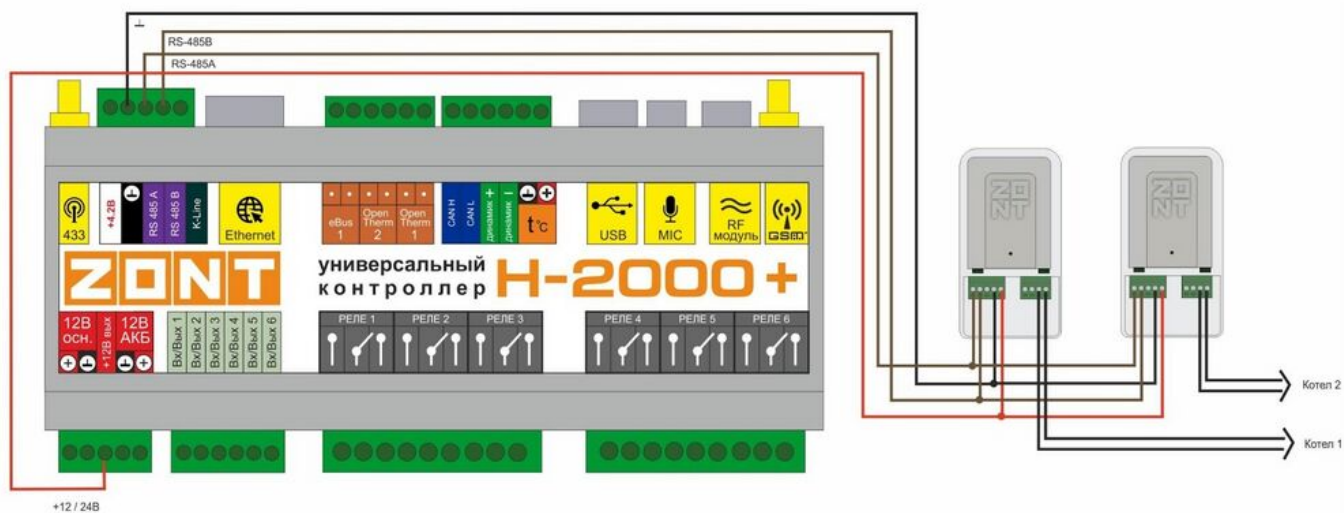 ⊥
RS-485B
RS-485A
433
+4.2В
RS 485 A
RS 485 B
K-Line
Ethernet
eBus
1
Open
Therm
2
Open
Therm
1
CAN H
CAN L
динамик +
динамик −
t°c
USB
MIC
RF
модуль
GSM
ZONT
универсальный
контроллер
H-2000+
ZONT
ZONT
12В
осн.
+12В вых
12В
АКБ
Вх/Вых 1
Вх/Вых 2
Вх/Вых 3
Вх/Вых 4
Вх/Вых 5
Вх/Вых 6
РЕЛЕ 1
РЕЛЕ 2
РЕЛЕ 3
РЕЛЕ 4
РЕЛЕ 5
РЕЛЕ 6
Котел 2
Котел 1
+12 / 24В